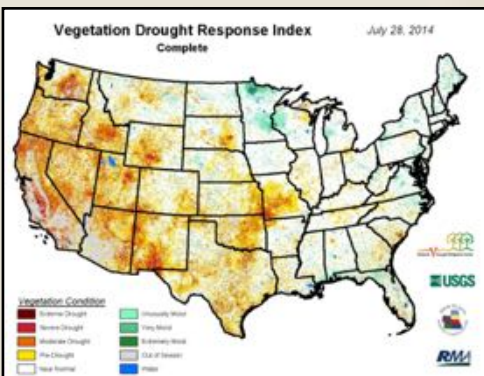 Vegetation Drought Response Index
Complete
July 28, 2014
Vegetation Condition
Extreme Drought
Severe Drought
Moderate Drought
Pre-Drought
Near Normal
Unusually Moist
Very Moist
Extremely Moist
Out of Season
Water
USGS
RMA